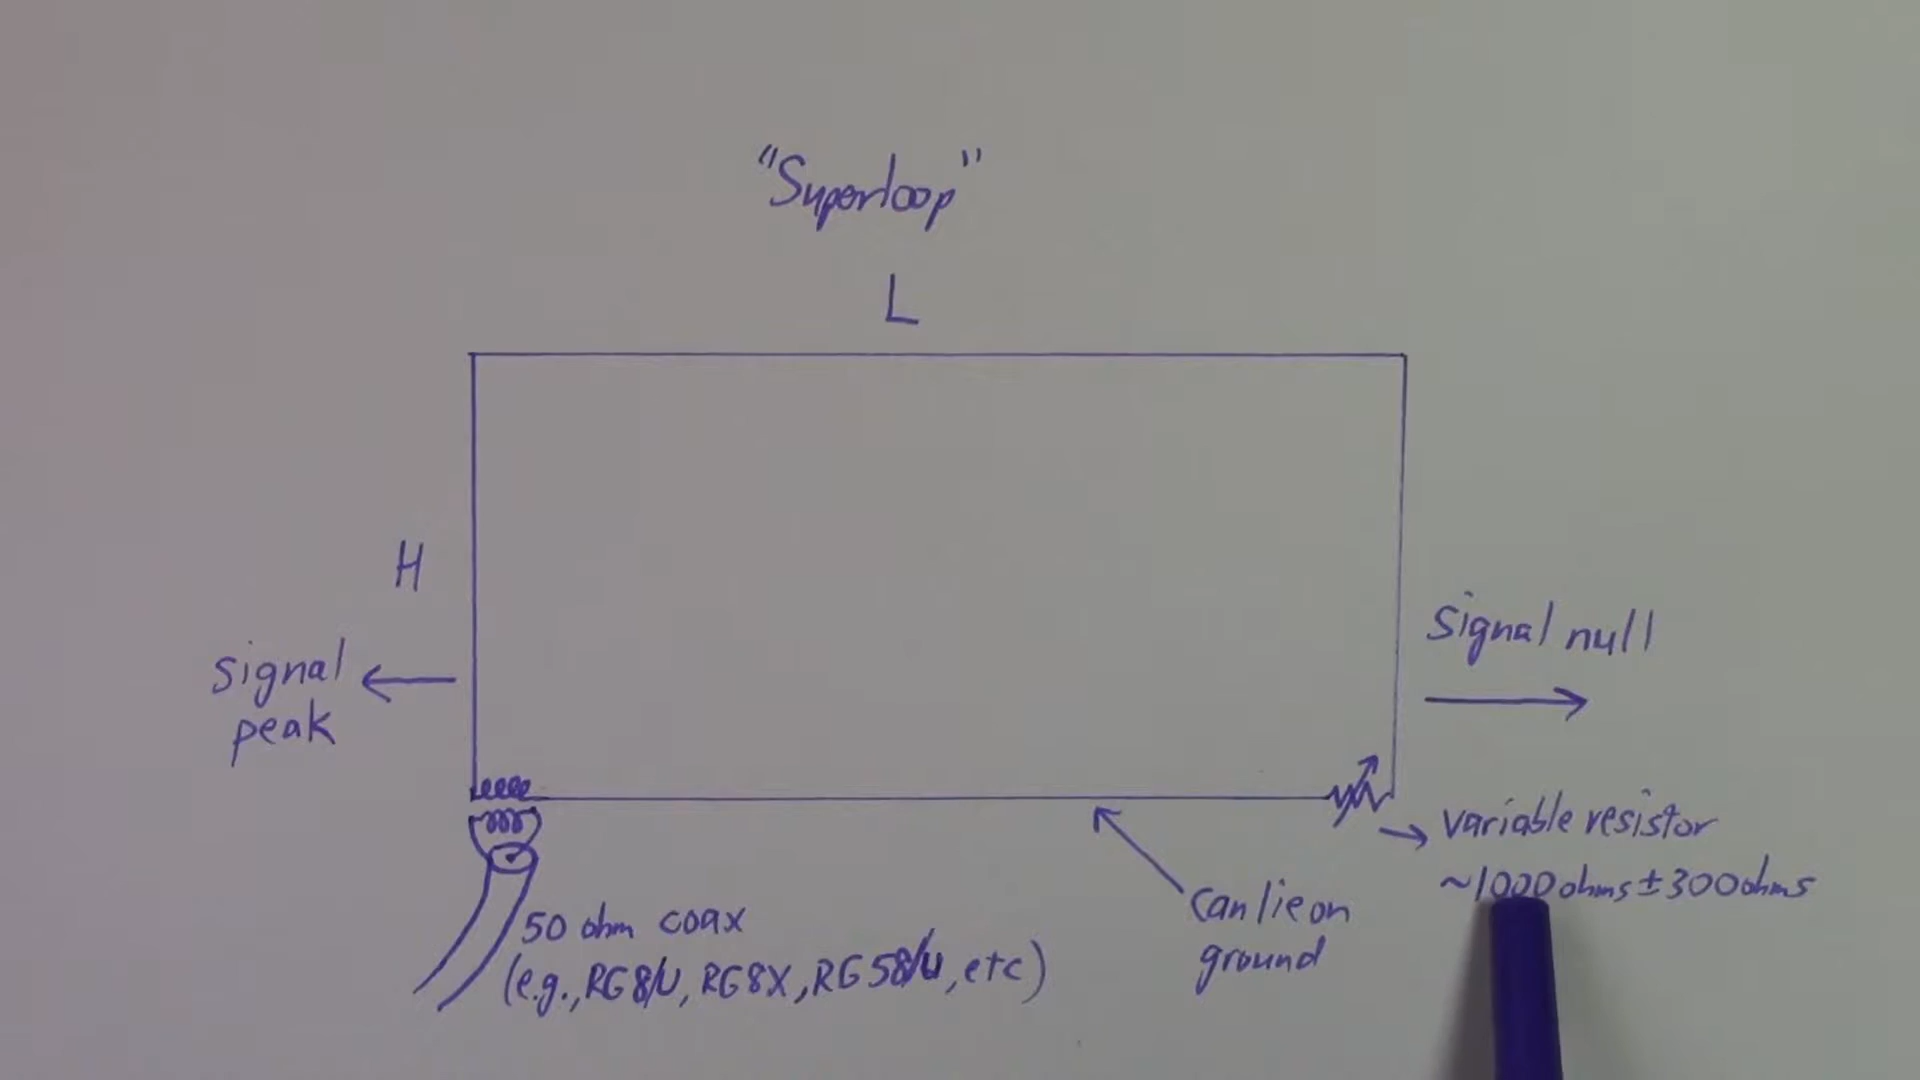 "Superloop"
L
H
signal
peak
signal null
variable resistor
~1000 ohms ± 300 ohms
can lie on
ground
50 ohm coax
(e.g., RG8/U, RG8X, RG58/U, etc)